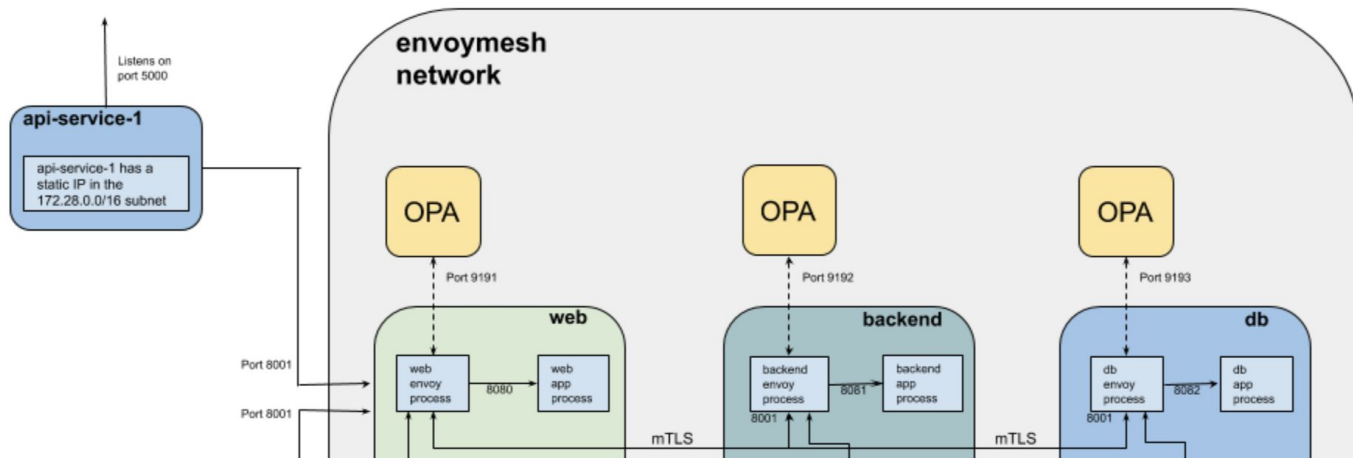 envoymesh
network
Listens on
port 5000
api-service-1
api-service-1 has a
static IP in the
172.28.0.0/16 subnet
OPA
OPA
OPA
Port 9191
Port 9192
Port 9193
web
backend
db
Port 8001
Port 8001
web
envoy
process
8080
web
app
process
backend
envoy
process
8081
8001
backend
app
process
db
envoy
process
8082
8001
db
app
process
mTLS
mTLS